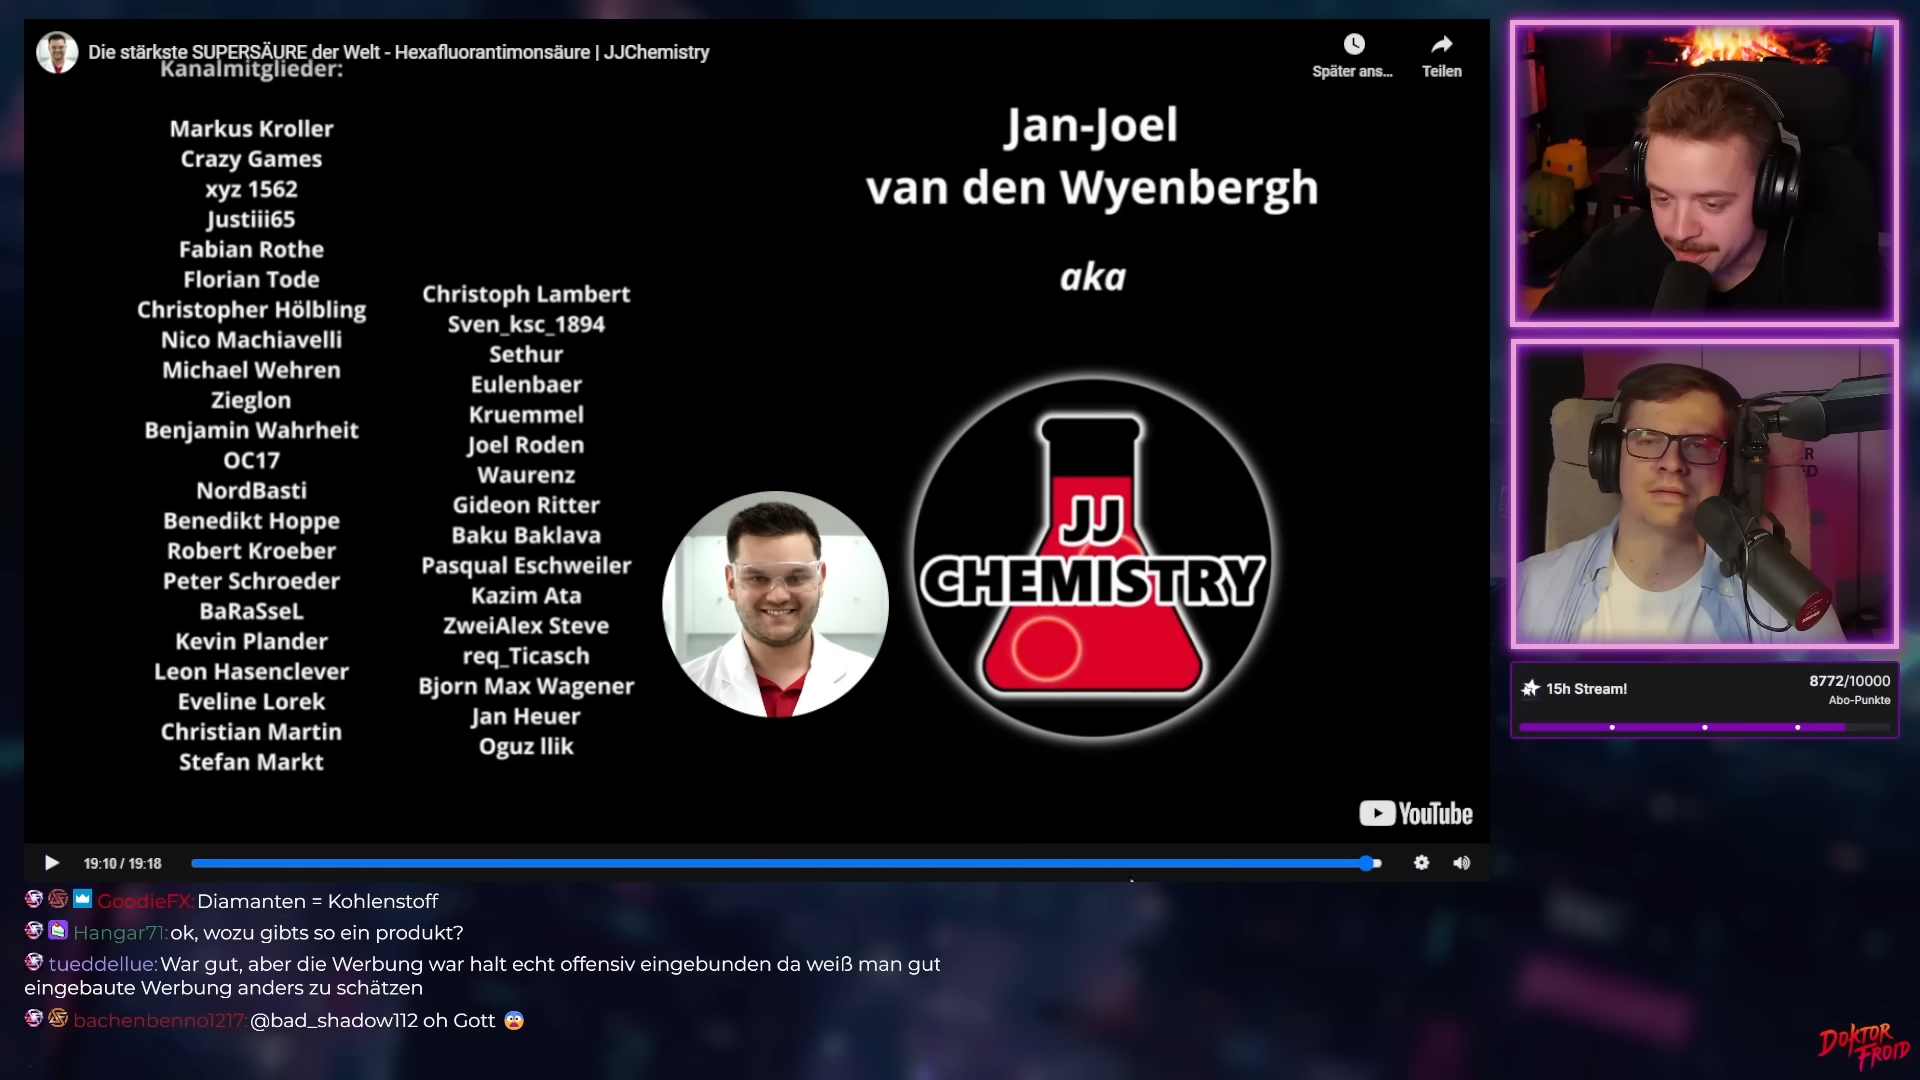 Die stärkste SUPERSÄURE der Welt - Hexafluorantimonsäure | JJChemistry
Später ans...
Teilen
Kanalmitglieder:
Markus Kroller
Crazy Games
xyz 1562
Justiii65
Fabian Rothe
Florian Tode
Christopher Hölbling
Nico Machiavelli
Michael Wehren
Zieglon
Benjamin Wahrheit
OC17
NordBasti
Benedikt Hoppe
Robert Kroeber
Peter Schroeder
BaRaSseL
Kevin Plander
Leon Hasenclever
Eveline Lorek
Christian Martin
Stefan Markt
Christoph Lambert
Sven_ksc_1894
Sethur
Eulenbaer
Kruemmel
Joel Roden
Waurenz
Gideon Ritter
Baku Baklava
Pasqual Eschweiler
Kazim Ata
ZweiAlex Steve
req_Ticasch
Bjorn Max Wagener
Jan Heuer
Oguz llik
Jan-Joel
van den Wyenbergh
aka
JJ
CHEMISTRY
YouTube
19:10 / 19:18
15h Stream!
8772/10000
Abo-Punkte
GoodieFX: Diamanten = Kohlenstoff
Hangar71: ok, wozu gibts so ein produkt?
tueddellue: War gut, aber die Werbung war halt echt offensiv eingebunden da weiß man gut
eingebaute Werbung anders zu schätzen
bachenbenno1217: @bad_shadow112 oh Gott 😨
DOKTOR
FROID